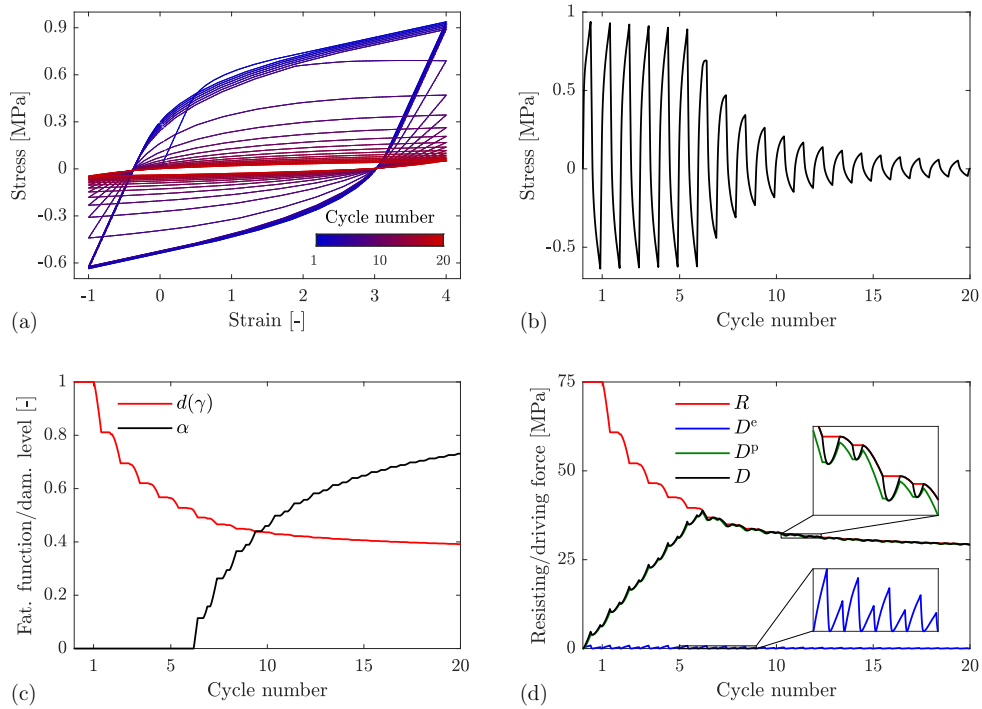 0.9
0.6
0.3
0
-0.3
-0.6
Stress [MPa]
Cycle number
1 10 20
-1 0 1 2 3 4
(a) Strain [-]
1
0.5
0
-0.5
Stress [MPa]
1 5 10 15 20
(b) Cycle number
1
0.8
0.6
0.4
0.2
0
Fat. function/dam. level [-]
d(γ)
α
1 5 10 15 20
(c) Cycle number
75
50
25
0
Resisting/driving force [MPa]
R
Dᵉ
Dᵖ
D
1 5 10 15 20
(d) Cycle number